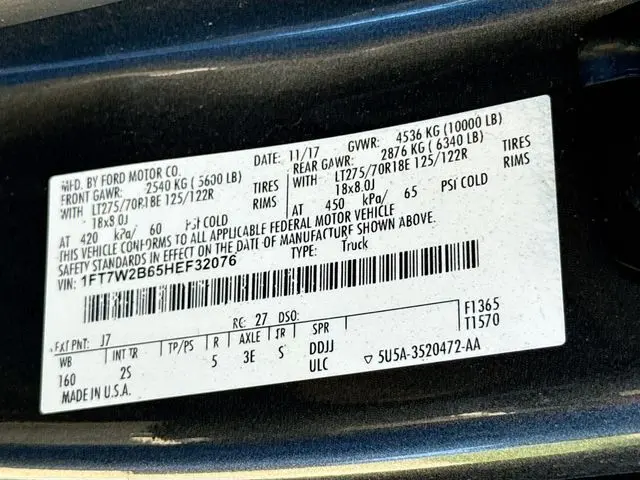 MFD. BY FORD MOTOR CO.
DATE: 11/17 GVWR: 4536 KG (10000 LB)
FRONT GAWR: 2540 KG (5600 LB) REAR GAWR: 2876 KG (6340 LB)
WITH LT275/70R18E 125/122R TIRES WITH LT275/70R18E 125/122R TIRES
18x8.0J RIMS 18x8.0J RIMS
AT 420 kPa/ 60 PSI COLD AT 450 kPa/ 65 PSI COLD
THIS VEHICLE CONFORMS TO ALL APPLICABLE FEDERAL MOTOR VEHICLE
SAFETY STANDARDS IN EFFECT ON THE DATE OF MANUFACTURE SHOWN ABOVE.
VIN: 1FT7W2B65HEF32076 TYPE: Truck
F1365
T1570
EXT PNT: J7 RC: 27 DSO:
WB INT TR TP/PS R AXLE TR SPR
160 2S 5 3E S DDJJ
ULC ▽ 5U5A-3520472-AA
MADE IN U.S.A.